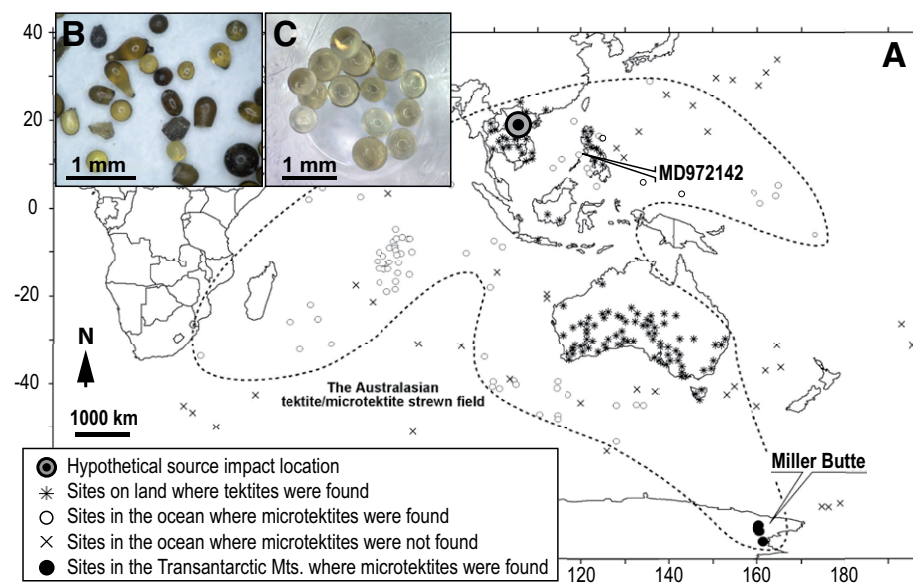 40
20
0
-20
-40
B
1 mm
C
1 mm
A
MD972142
N
1000 km
The Australasian
tektite/microtektite strewn field
Miller Butte
Hypothetical source impact location
Sites on land where tektites were found
Sites in the ocean where microtektites were found
Sites in the ocean where microtektites were not found
Sites in the Transantarctic Mts. where microtektites were found
120 140 160 180